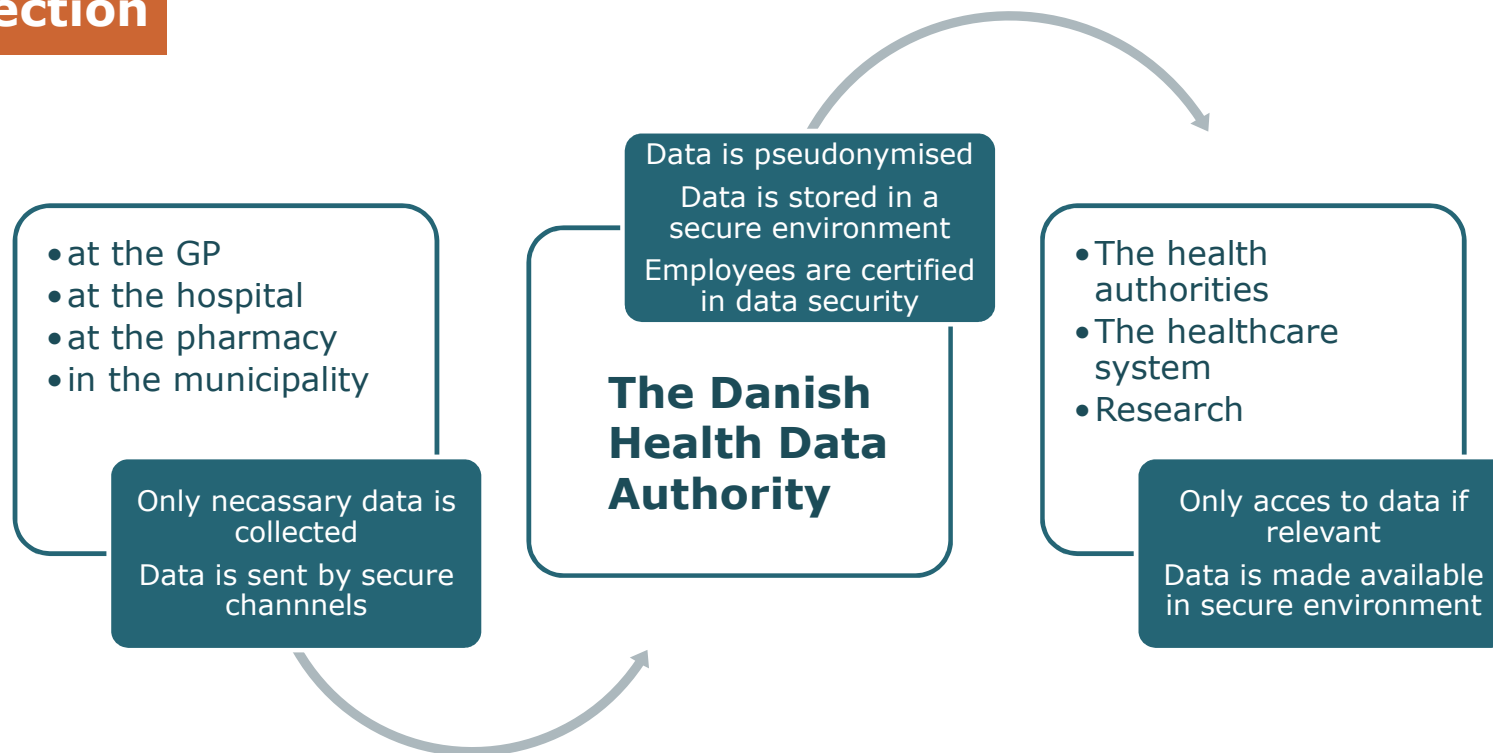 ection
•at the GP
•at the hospital
•at the pharmacy
•in the municipality
Only necassary data is
collected
Data is sent by secure
channnels
Data is pseudonymised
Data is stored in a
secure environment
Employees are certified
in data security
The Danish
Health Data
Authority
•The health
authorities
•The healthcare
system
•Research
Only acces to data if
relevant
Data is made available
in secure environment